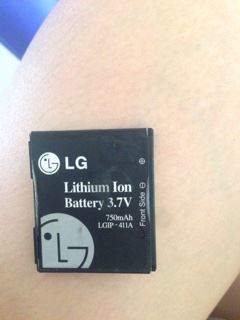 LG
Lithium Ion
Battery 3.7V
750mAh
LGIP - 411A
Front Side